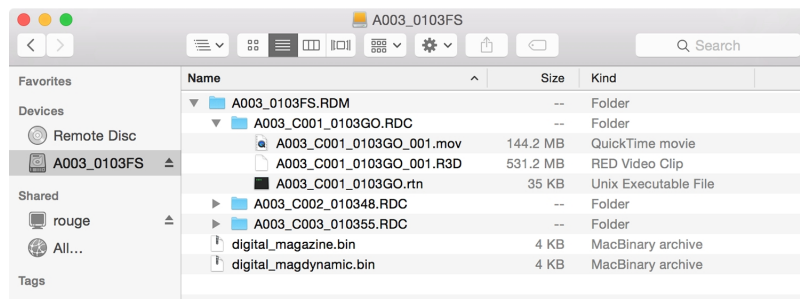 A003_0103FS
Search
Favorites
Devices
Remote Disc
A003_0103FS
Shared
rouge
All...
Tags
Name Size Kind
A003_0103FS.RDM -- Folder
A003_C001_0103GO.RDC -- Folder
A003_C001_0103GO_001.mov 144.2 MB QuickTime movie
A003_C001_0103GO_001.R3D 531.2 MB RED Video Clip
A003_C001_0103GO.rtn 35 KB Unix Executable File
A003_C002_010348.RDC -- Folder
A003_C003_010355.RDC -- Folder
digital_magazine.bin 4 KB MacBinary archive
digital_magdynamic.bin 4 KB MacBinary archive